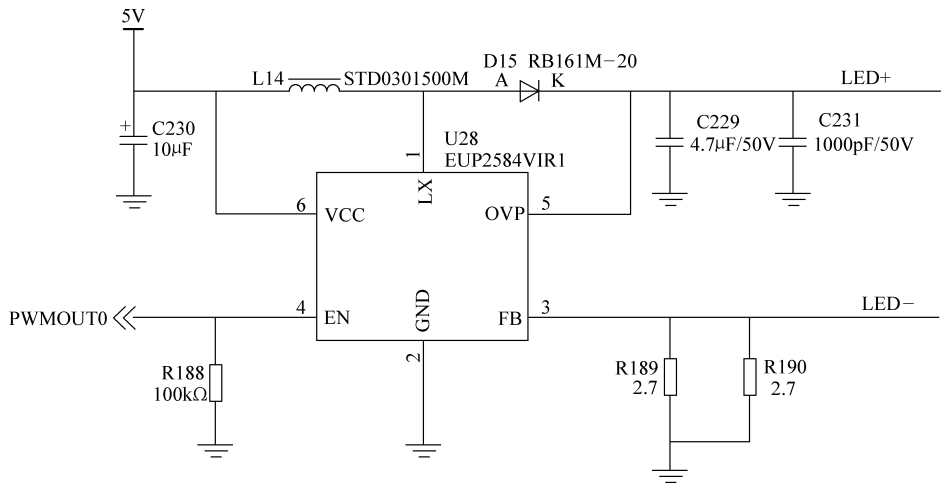 5V
D15 RB161M-20
L14 STD0301500M A K LED+
+
C230
10μF
1
U28
EUP2584VIR1
C229
4.7μF/50V
C231
1000pF/50V
LX
6 VCC OVP 5
PWMOUT0 4 EN GND FB 3 LED-
2
R188
100kΩ
R189
2.7
R190
2.7